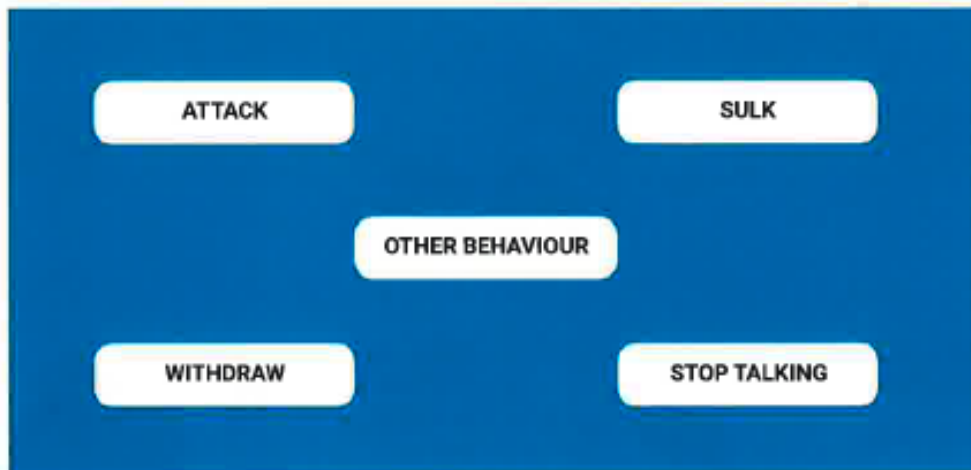 ATTACK
SULK
OTHER BEHAVIOUR
WITHDRAW
STOP TALKING